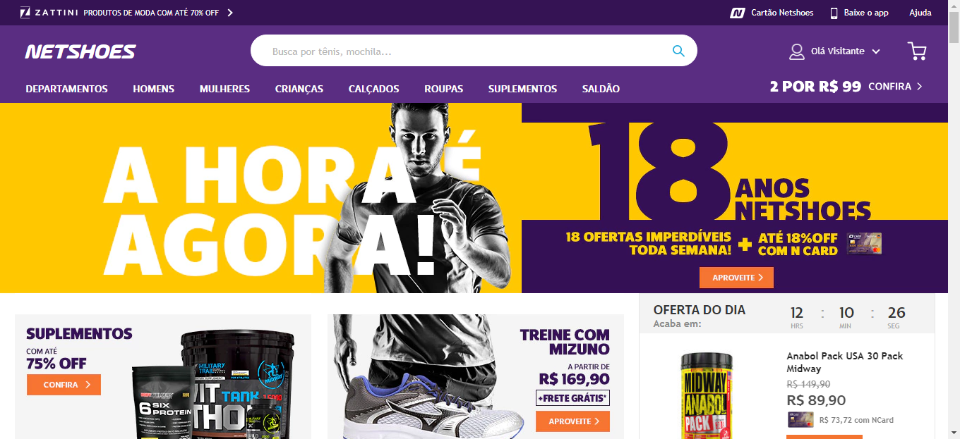 ZATTINI PRODUTOS DE MODA COM ATÉ 70% OFF
Cartão Netshoes Baixe o app Ajuda
NETSHOES
Busca por tênis, mochila...
Olá Visitante
DEPARTAMENTOS HOMENS MULHERES CRIANÇAS CALÇADOS ROUPAS SUPLEMENTOS SALDÃO
2 POR R$ 99 CONFIRA
A HORA É
AGORA!
18 ANOS
NETSHOES
18 OFERTAS IMPERDÍVEIS
TODA SEMANA!
+
ATÉ 18%OFF
COM N CARD
APROVEITE
SUPLEMENTOS
COM ATÉ
75% OFF
CONFIRA
6 SIX
PROTEIN
MILITARY
TANK
TREINE COM
MIZUNO
A PARTIR DE
R$ 169,90
+FRETE GRÁTIS*
APROVEITE
OFERTA DO DIA
Acaba em:
12 : 10 : 26
HRS MIN SEG
MIDWAY
ANABOL
PACK
Anabol Pack USA 30 Pack
Midway
R$ 149,90
R$ 89,90
R$ 73,72 com NCard